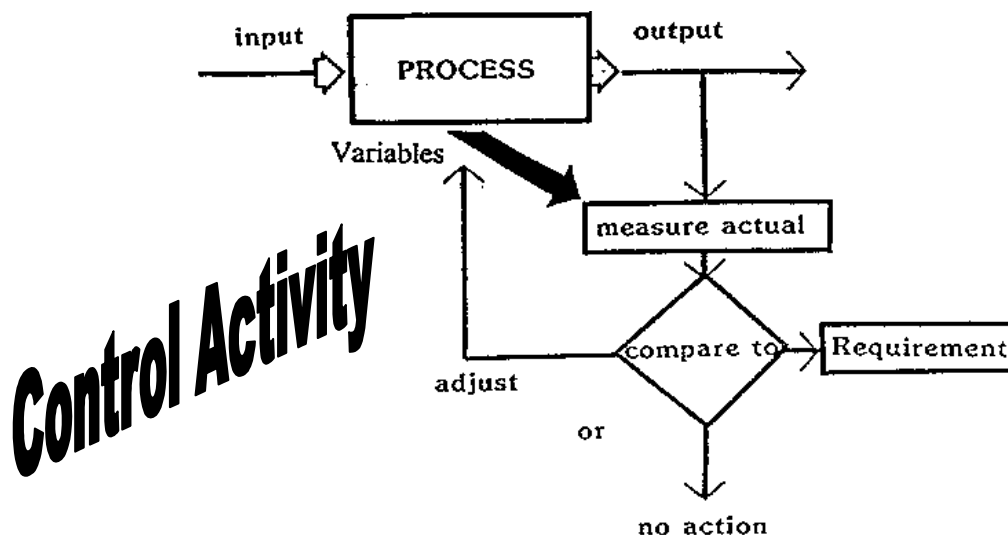 input
output
PROCESS
Variables
measure actual
Control Activity
compare to
Requirement
adjust
or
no action